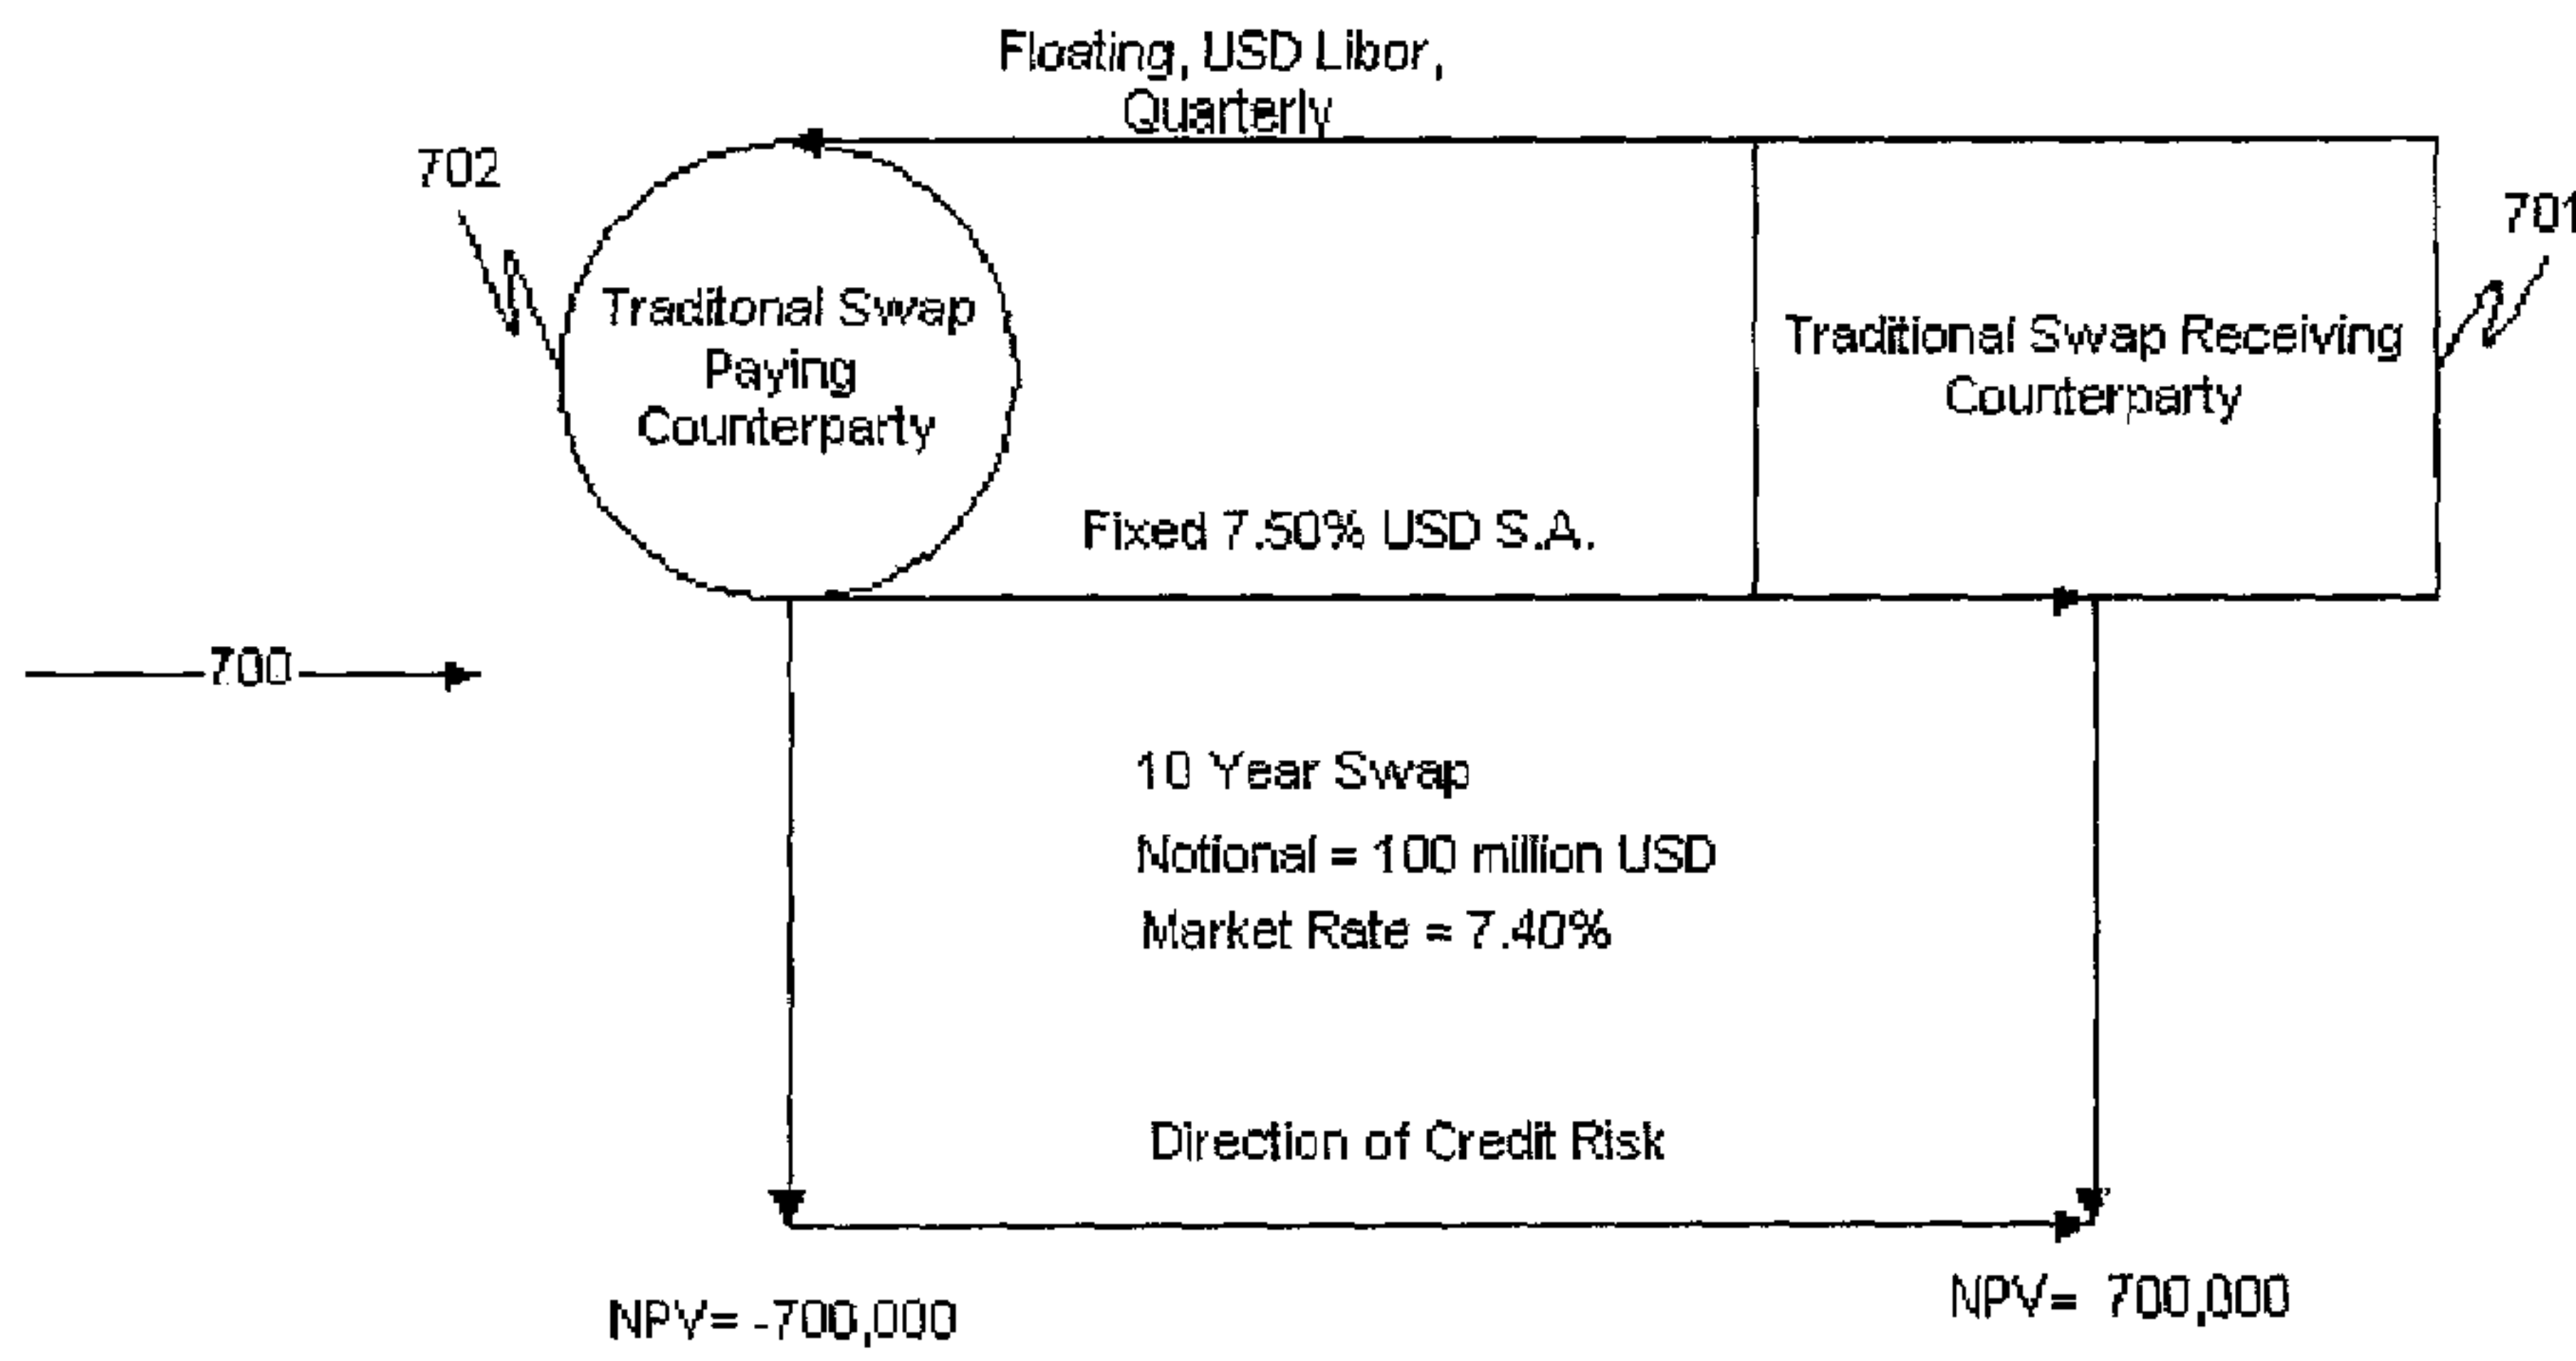 Floating, USD Libor,
Quarterly
702
701
Traditonal Swap
Paying
Counterparty
Traditional Swap Receiving
Counterparty
Fixed 7.50% USD S.A.
700
10 Year Swap
Notional = 100 million USD
Market Rate = 7.40%
Direction of Credit Risk
NPV= -700,000
NPV= 700,000